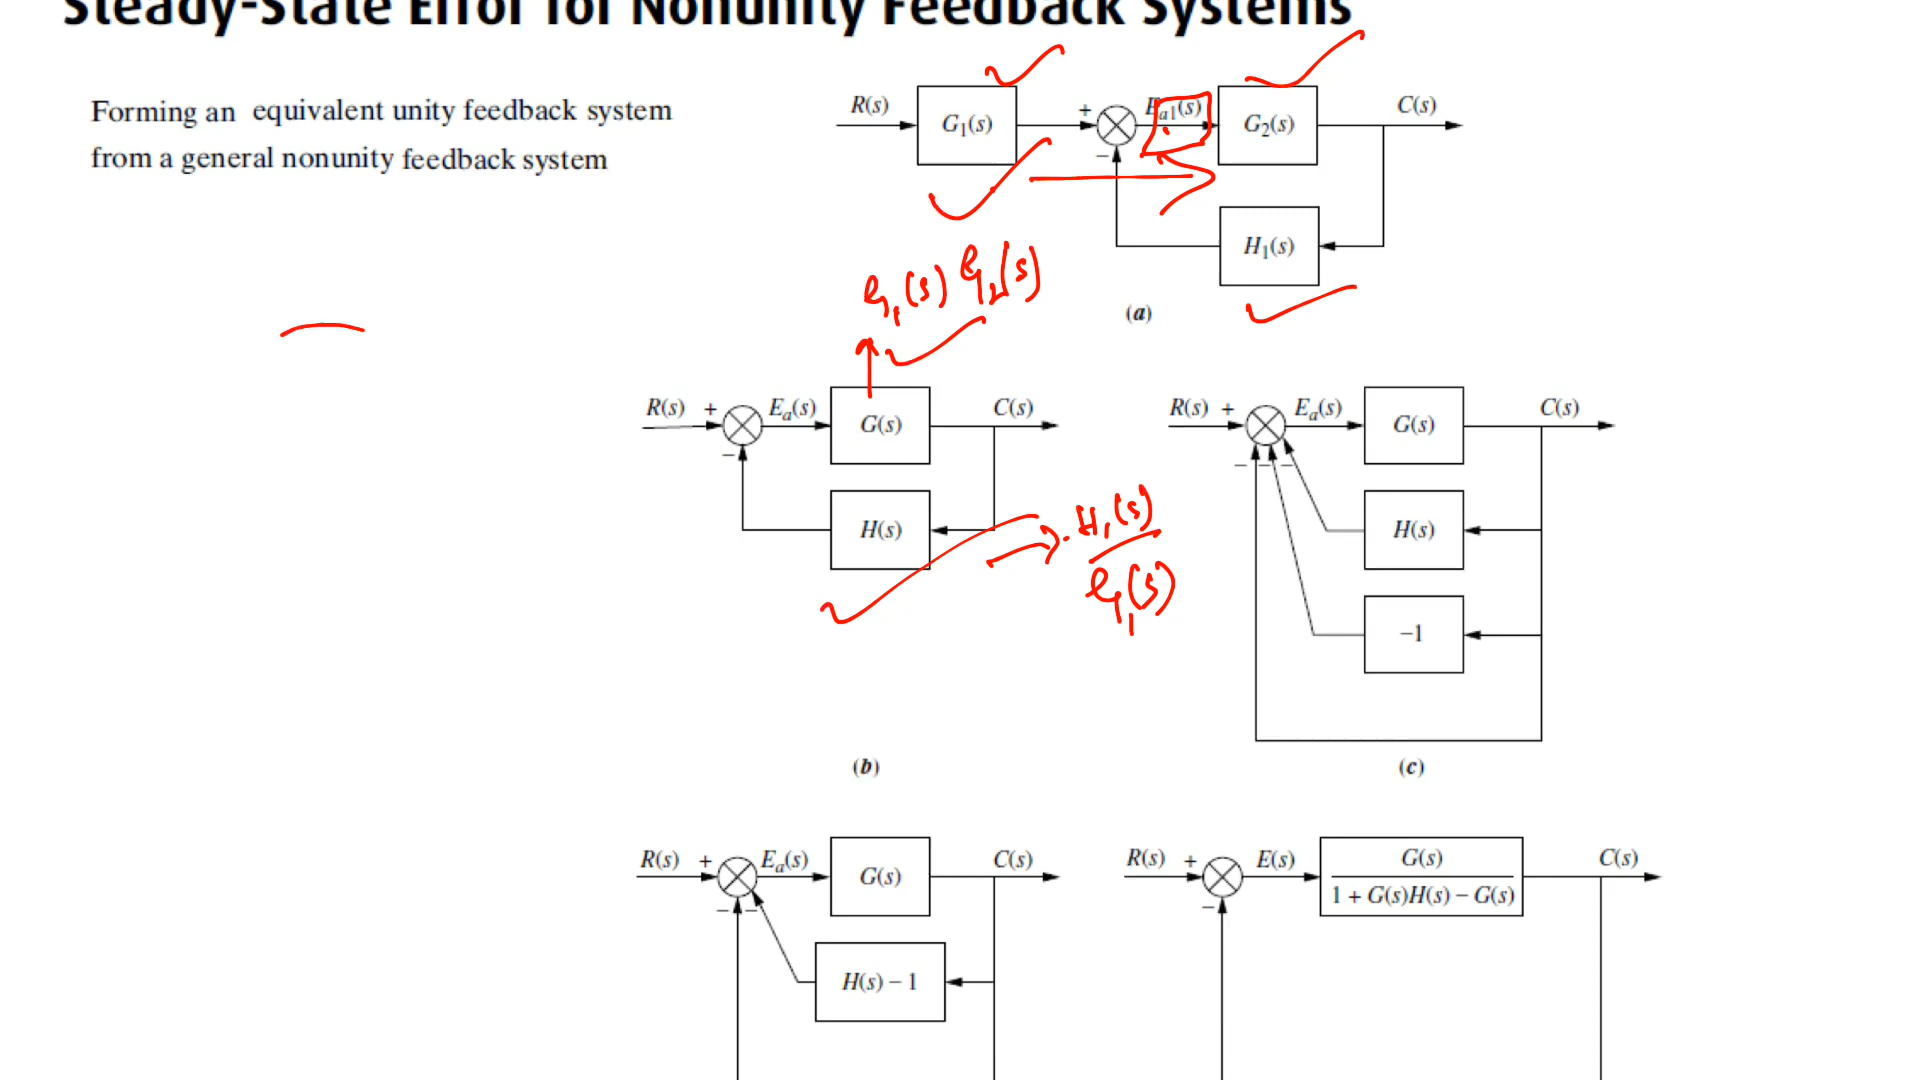 Steady-State Error for Nonunity Feedback Systems
Forming an equivalent unity feedback system
from a general nonunity feedback system
R(s) G₁(s) + − Ea1(s) G₂(s) C(s)
H₁(s)
(a)
G₁(s) G₂(s)
R(s) + − Ea(s) G(s) C(s)
H(s)
H₁(s)
G₁(s)
(b)
R(s) + − − − Ea(s) G(s) C(s)
H(s)
−1
(c)
R(s) + − − Ea(s) G(s) C(s)
H(s) − 1
R(s) + − E(s) G(s) C(s)
1 + G(s)H(s) − G(s)